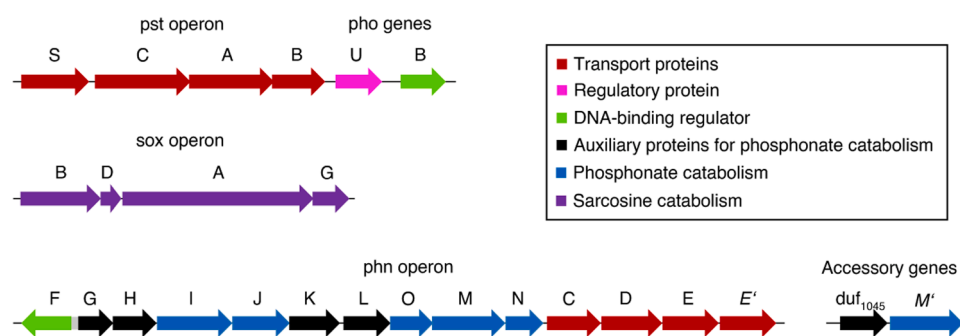 pst operon pho genes
S C A B U B
Transport proteins
Regulatory protein
DNA-binding regulator
Auxiliary proteins for phosphonate catabolism
Phosphonate catabolism
Sarcosine catabolism
sox operon
B D A G
phn operon
Accessory genes
F G H I J K L O M N C D E E' duf1045 M'